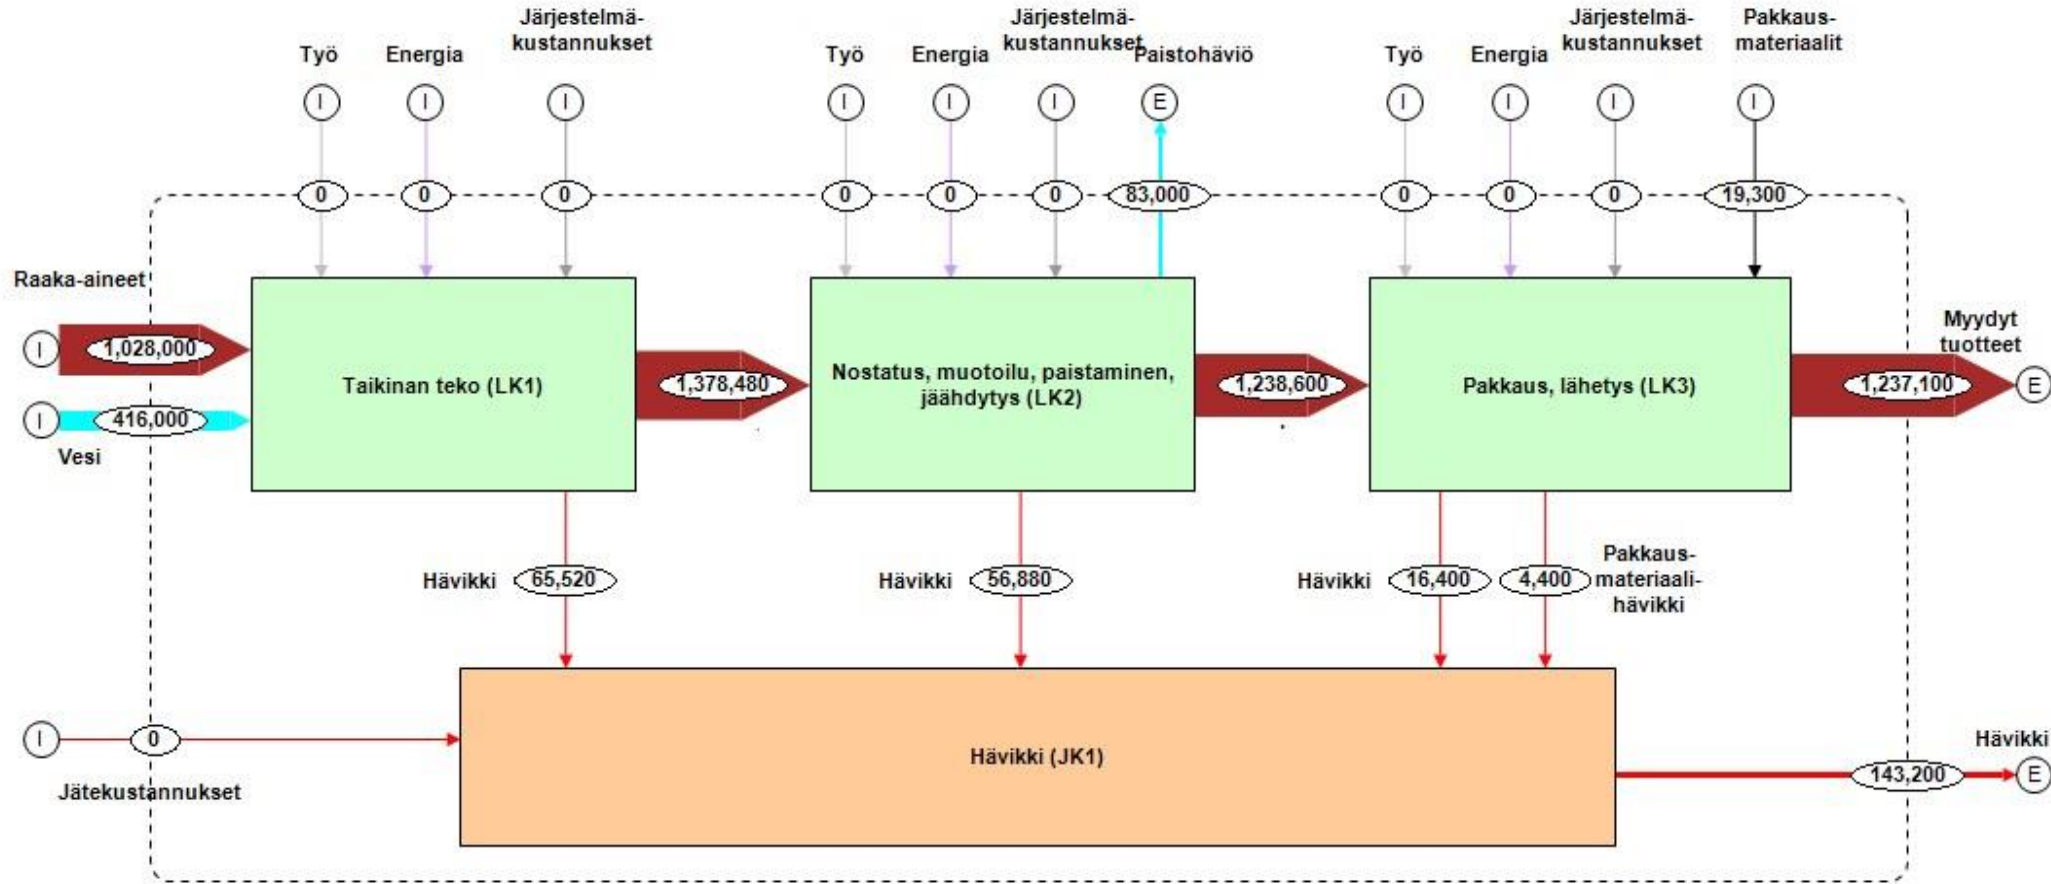 Järjestelmä-
kustannukset
Työ
Energia
I
I
I
0
0
0
Järjestelmä-
kustannukset
Työ
Energia
Paistohäviö
I
I
I
E
0
0
0
83,000
Järjestelmä-
kustannukset
Pakkaus-
materiaalit
Työ
Energia
I
I
I
I
0
0
0
19,300
Raaka-aineet
I
1,028,000
I
416,000
Vesi
Taikinan teko (LK1)
1,378,480
Nostatus, muotoilu, paistaminen,
jäähdytys (LK2)
1,238,600
Pakkaus, lähetys (LK3)
Myydyt
tuotteet
1,237,100
E
Hävikki
65,520
Hävikki
56,880
Hävikki
16,400
4,400
Pakkaus-
materiaali-
hävikki
I
0
Jätekustannukset
Hävikki (JK1)
Hävikki
143,200
E